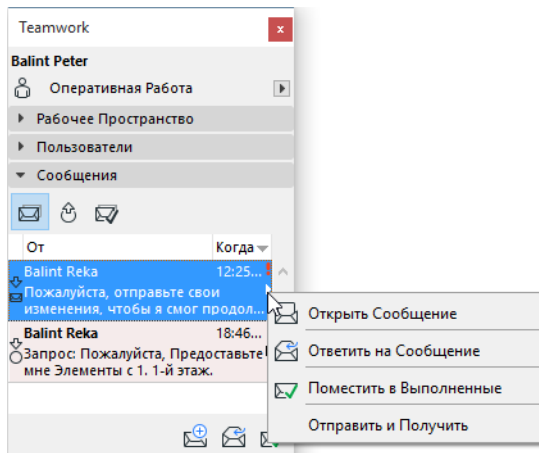 Teamwork
Balint Peter
Оперативная Работа
Рабочее Пространство
Пользователи
Сообщения
От Когда
Balint Reka 12:25...
Пожалуйста, отправьте свои
изменения, чтобы я смог продол...
Balint Reka 18:46...
Запрос: Пожалуйста, Предоставьте
мне Элементы с 1. 1-й этаж.
Открыть Сообщение
Ответить на Сообщение
Поместить в Выполненные
Отправить и Получить